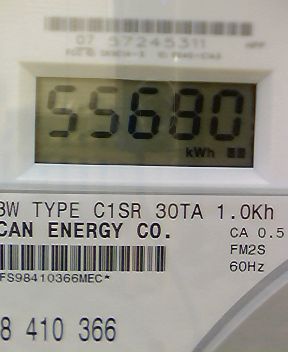 07 57245311
55680
kWh
3W TYPE C1SR 30TA 1.0Kh
CAN ENERGY CO.
CA 0.5
FM2S
60Hz
FS98410366MEC*
8 410 366